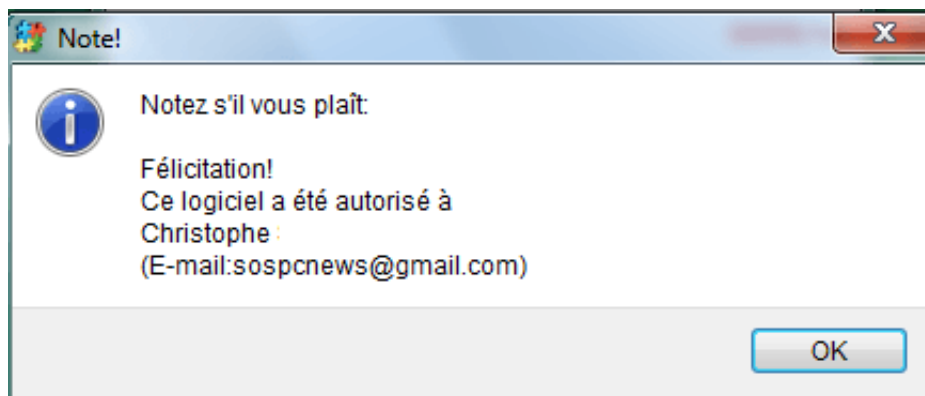 Note!
Notez s'il vous plaît:
Félicitation!
Ce logiciel a été autorisé à
Christophe
(E-mail:sospcnews@gmail.com)
OK